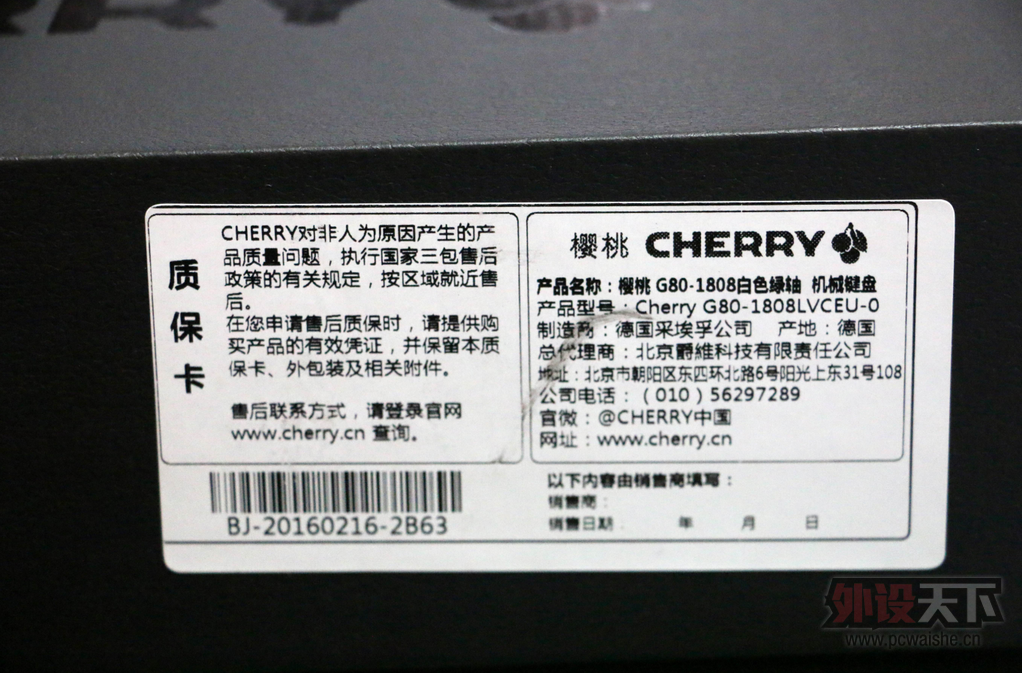 质保卡
CHERRY对非人为原因产生的产
品质量问题，执行国家三包售后
政策的有关规定，按区域就近售
后。
在您申请售后质保时，请提供购
买产品的有效凭证，并保留本质
保卡、外包装及相关附件。
售后联系方式，请登录官网
www.cherry.cn 查询。
BJ-20160216-2B63
樱桃 CHERRY
产品名称：樱桃 G80-1808白色绿轴 机械键盘
产品型号：Cherry G80-1808LVCEU-0
制造商：德国采埃孚公司 产地：德国
总代理商：北京爵維科技有限责任公司
地址：北京市朝阳区东四环北路6号阳光上东31号108
公司电话：（010）56297289
官微：@CHERRY中国
网址：www.cherry.cn
以下内容由销售商填写：
销售商：
销售日期： 年 月 日
外设天下
www.pcwaishe.cn